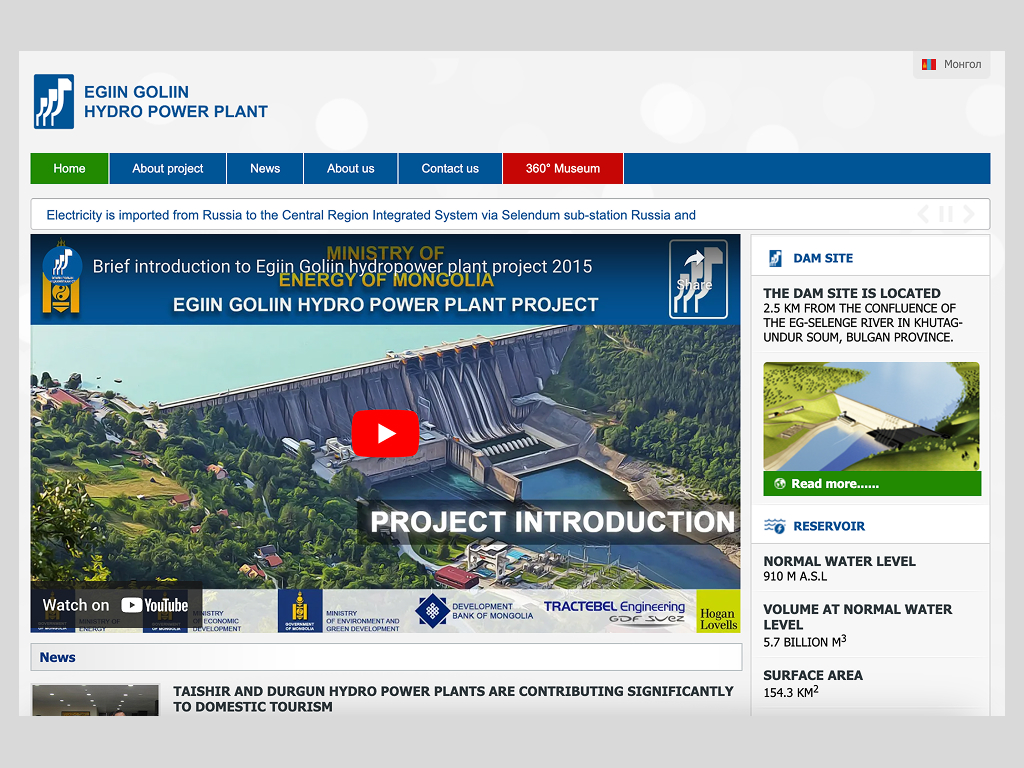 Монгол
EGIIN GOLIIN
HYDRO POWER PLANT
Home
About project
News
About us
Contact us
360° Museum
Electricity is imported from Russia to the Central Region Integrated System via Selendum sub-station Russia and
MINISTRY OF
ENERGY OF MONGOLIA
Brief introduction to Egiin Goliin hydropower plant project 2015
Share
EGIIN GOLIIN HYDRO POWER PLANT PROJECT
PROJECT INTRODUCTION
Watch on YouTube
MINISTRY OF
ENERGY
MINISTRY
OF ECONOMIC
DEVELOPMENT
GOVERNMENT
OF MONGOLIA
MINISTRY
OF ENVIRONMENT AND
GREEN DEVELOPMENT
DEVELOPMENT
BANK OF MONGOLIA
TRACTEBEL Engineering
GDF SUEZ
Hogan
Lovells
News
TAISHIR AND DURGUN HYDRO POWER PLANTS ARE CONTRIBUTING SIGNIFICANTLY
TO DOMESTIC TOURISM
DAM SITE
THE DAM SITE IS LOCATED
2.5 KM FROM THE CONFLUENCE OF
THE EG-SELENGE RIVER IN KHUTAG-
UNDUR SOUM, BULGAN PROVINCE.
Read more......
RESERVOIR
NORMAL WATER LEVEL
910 M A.S.L
VOLUME AT NORMAL WATER
LEVEL
5.7 BILLION M³
SURFACE AREA
154.3 KM²